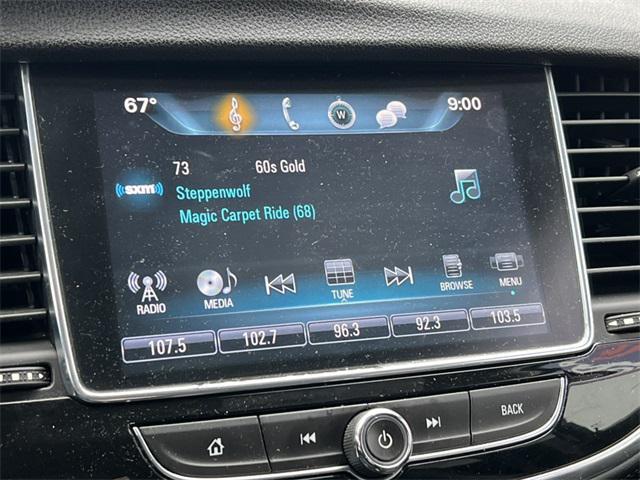 67° W 9:00
73 60s Gold
sxm Steppenwolf
Magic Carpet Ride (68)
RADIO MEDIA TUNE BROWSE MENU
107.5 102.7 96.3 92.3 103.5
BACK